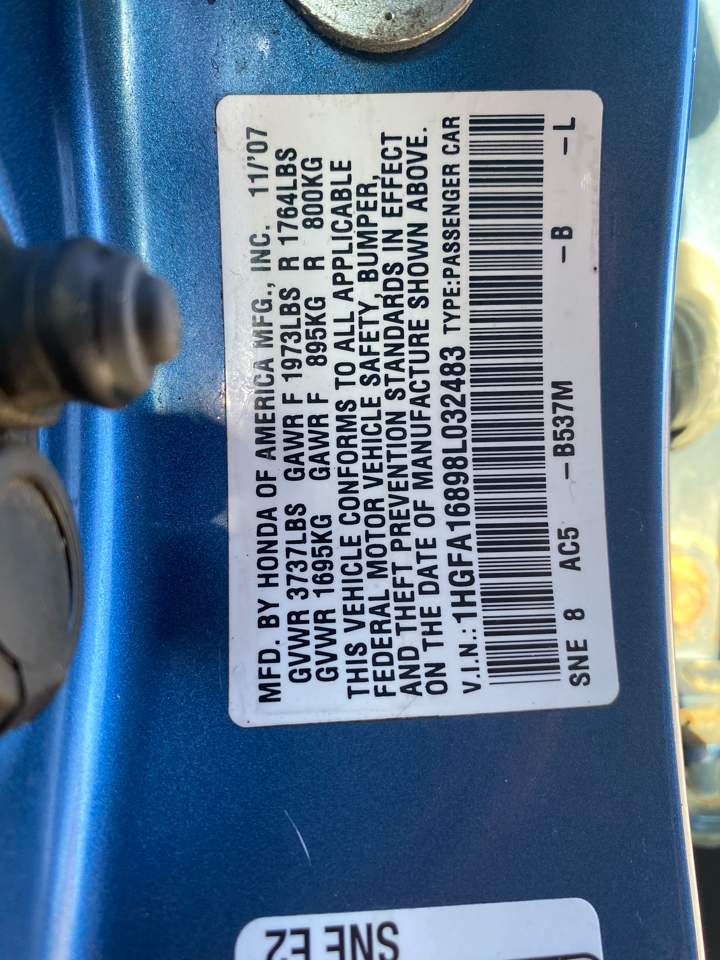 MFD. BY HONDA OF AMERICA MFG., INC. 11/'07
GVWR 3737LBS GAWR F 1973LBS R 1764LBS
GVWR 1695KG GAWR F 895KG R 800KG
THIS VEHICLE CONFORMS TO ALL APPLICABLE
FEDERAL MOTOR VEHICLE SAFETY, BUMPER,
AND THEFT PREVENTION STANDARDS IN EFFECT
ON THE DATE OF MANUFACTURE SHOWN ABOVE.
V.I.N.: 1HGFA16898L032483 TYPE:PASSENGER CAR
SNE 8 AC5 -B537M -B -L
SNE E2